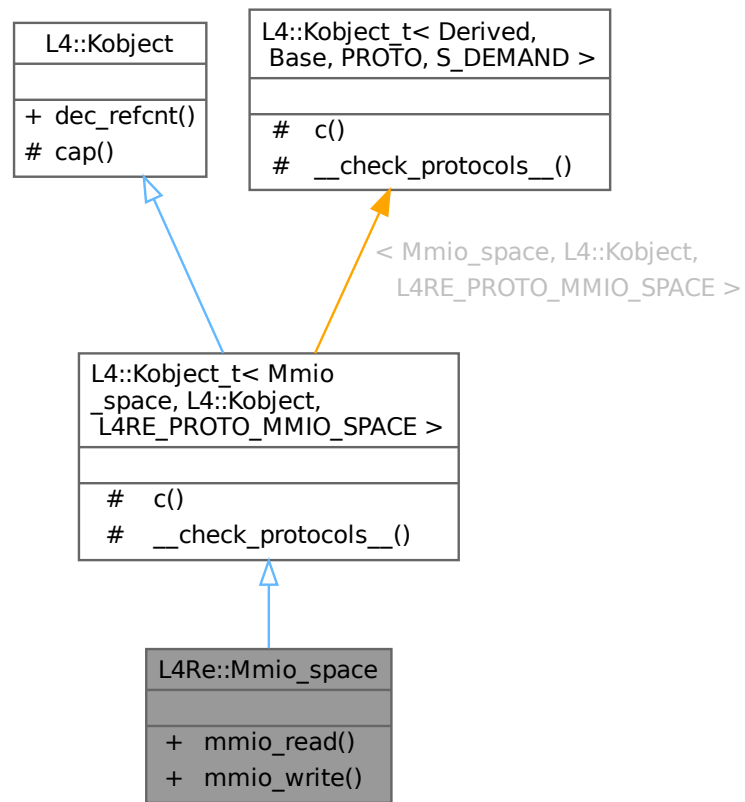 L4::Kobject
+ dec_refcnt()
# cap()
L4::Kobject_t< Derived,
Base, PROTO, S_DEMAND >
# c()
# __check_protocols__()
< Mmio_space, L4::Kobject,
L4RE_PROTO_MMIO_SPACE >
L4::Kobject_t< Mmio
_space, L4::Kobject,
L4RE_PROTO_MMIO_SPACE >
# c()
# __check_protocols__()
L4Re::Mmio_space
+ mmio_read()
+ mmio_write()